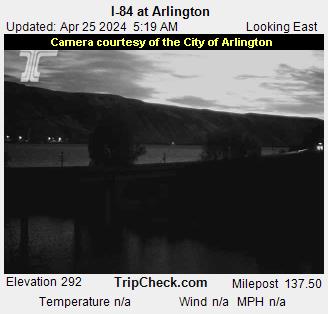 I-84 at Arlington
Updated: Apr 25 2024 5:19 AM Looking East
Camera courtesy of the City of Arlington
Elevation 292 TripCheck.com Milepost 137.50
Temperature n/a Wind n/a MPH n/a